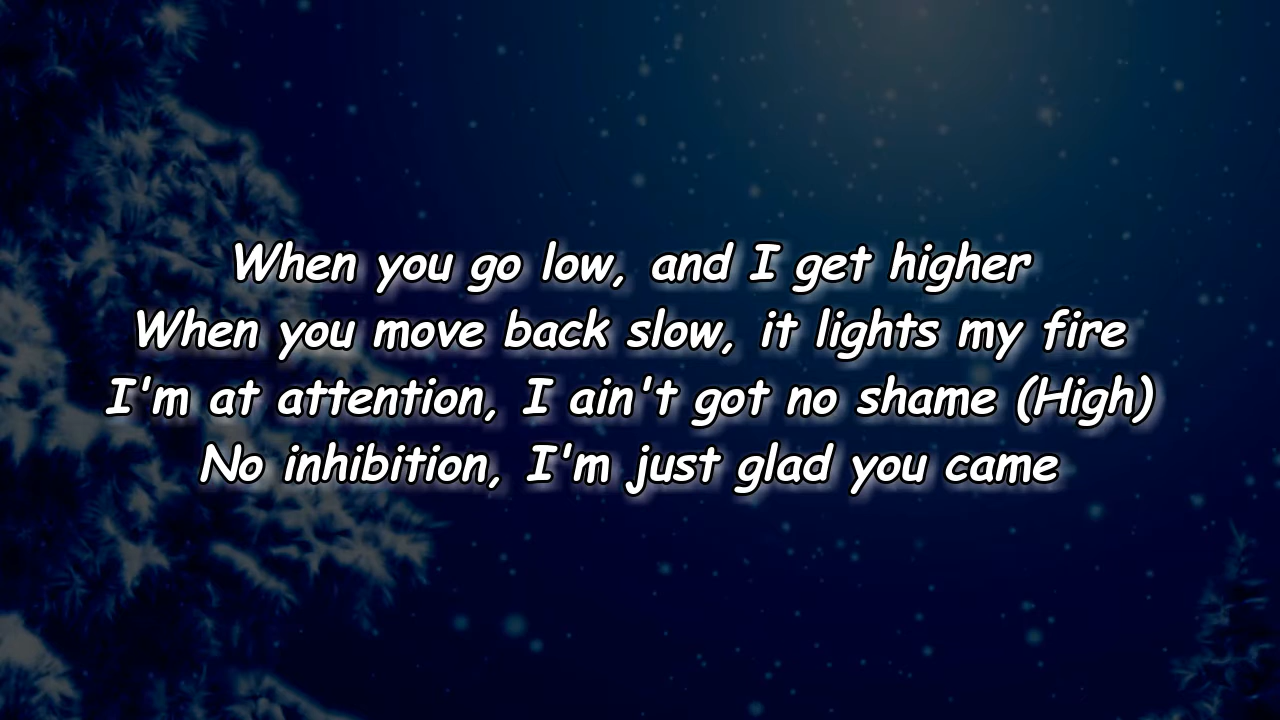 When you go low, and I get higher
When you move back slow, it lights my fire
I'm at attention, I ain't got no shame (High)
No inhibition, I'm just glad you came